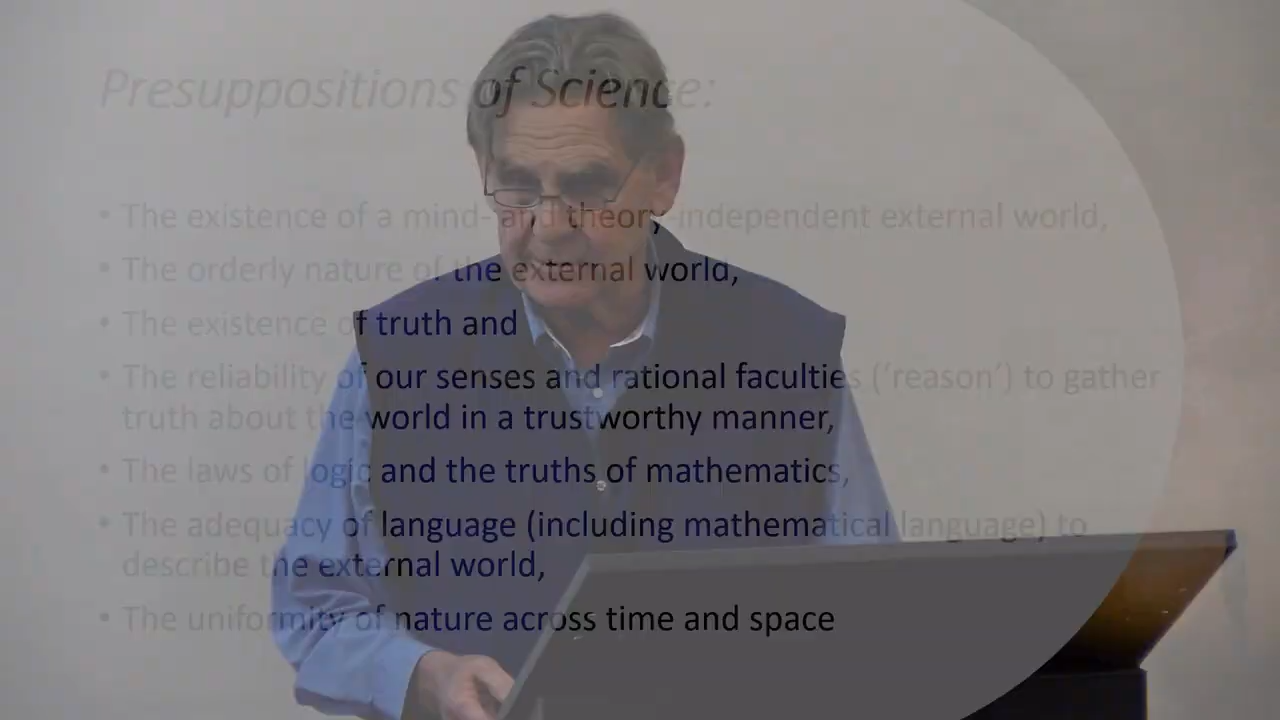 Presuppositions of Science:
• The existence of a mind- and theory-independent external world,
• The orderly nature of the external world,
• The existence of truth and
• The reliability of our senses and rational faculties (‘reason’) to gather
truth about the world in a trustworthy manner,
• The laws of logic and the truths of mathematics,
• The adequacy of language (including mathematical language) to
describe the external world,
• The uniformity of nature across time and space